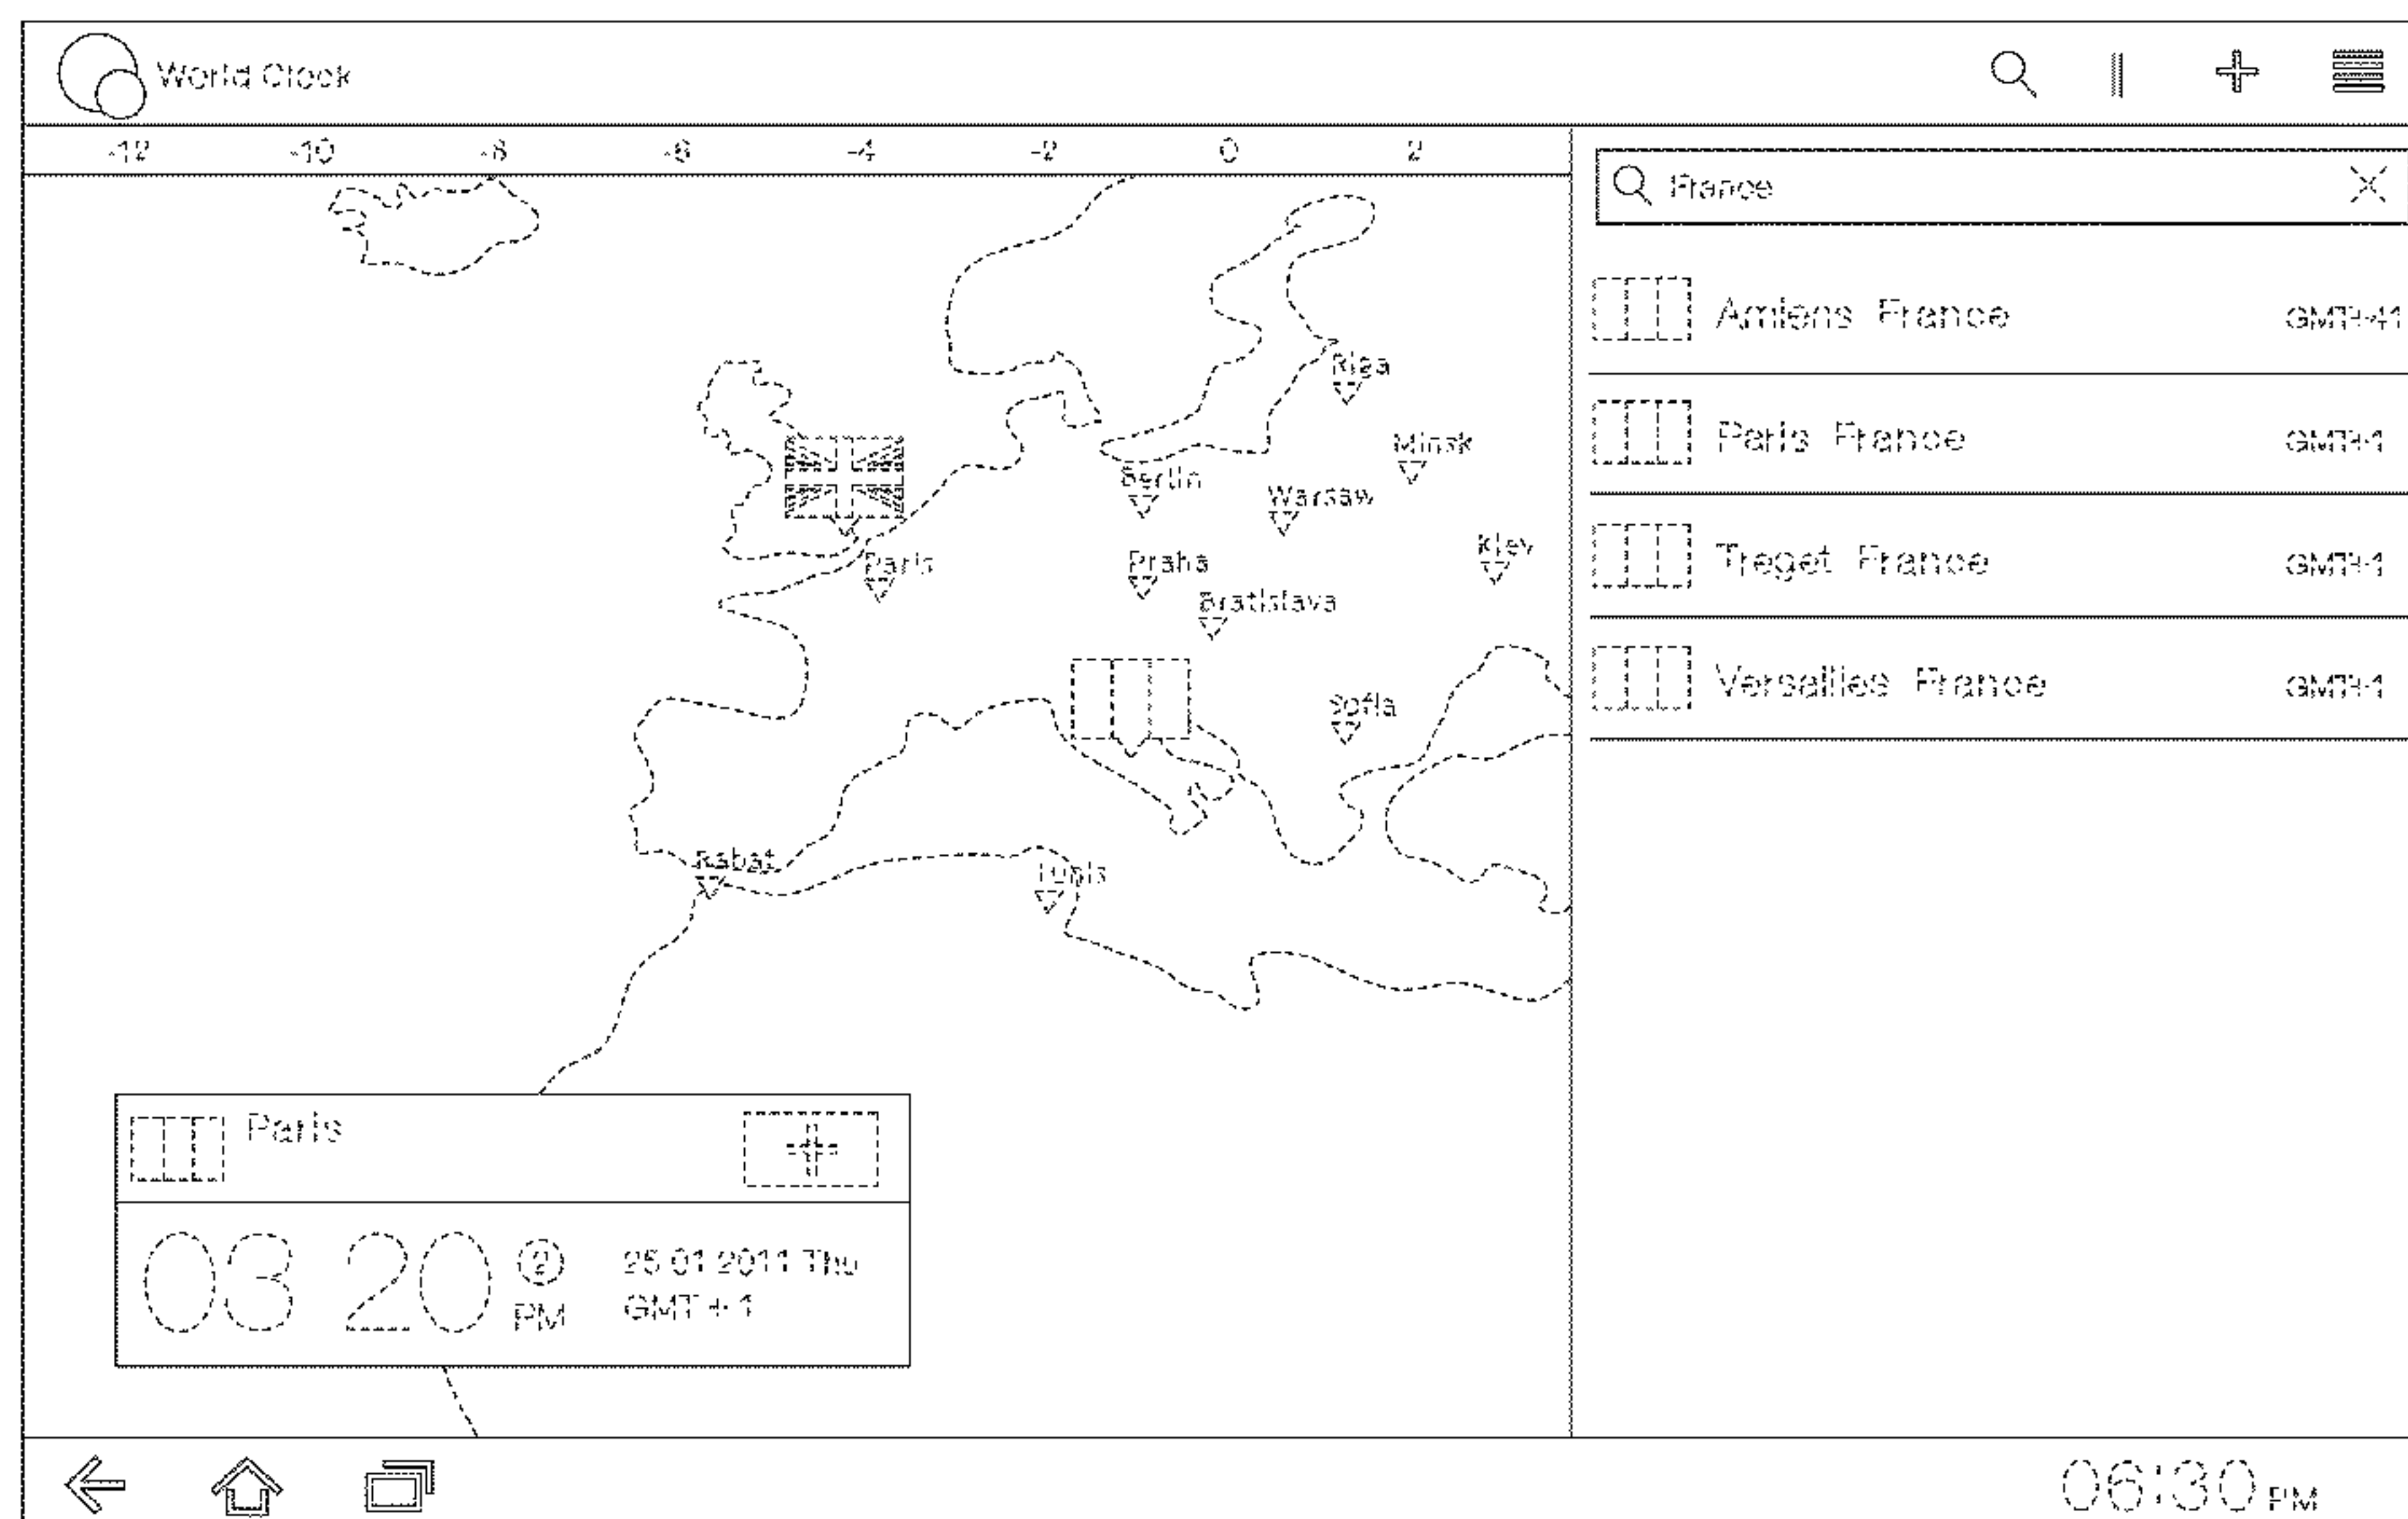 World Clock
-12 -10 -8 -6 -4 -2 0 2
France
Amiens France GMT+1
Paris France GMT+1
Treget France GMT+1
Versailles France GMT+1
Riga
Minsk
Berlin
Warsaw
Kiev
Paris
Praha
Bratislava
Sofia
Rabat
Tunis
Paris
03 20 PM
25 01 2011 Thu
GMT + 1
06:30 PM